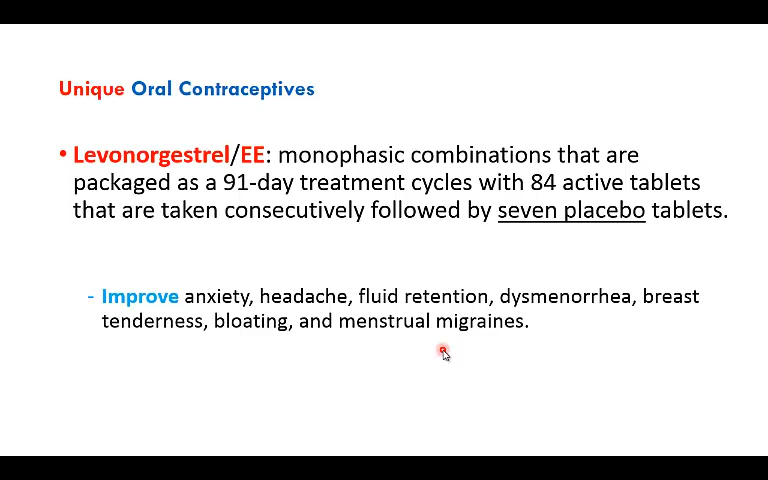 Unique Oral Contraceptives
• Levonorgestrel/EE: monophasic combinations that are
packaged as a 91-day treatment cycles with 84 active tablets
that are taken consecutively followed by seven placebo tablets.
- Improve anxiety, headache, fluid retention, dysmenorrhea, breast
tenderness, bloating, and menstrual migraines.